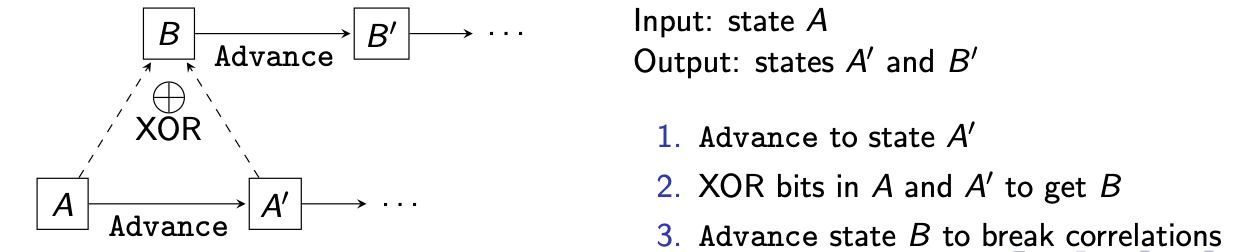 B
Advance
B′
· · ·
⊕
XOR
A
Advance
A′
· · ·
Input: state A
Output: states A′ and B′
1. Advance to state A′
2. XOR bits in A and A′ to get B
3. Advance state B to break correlations